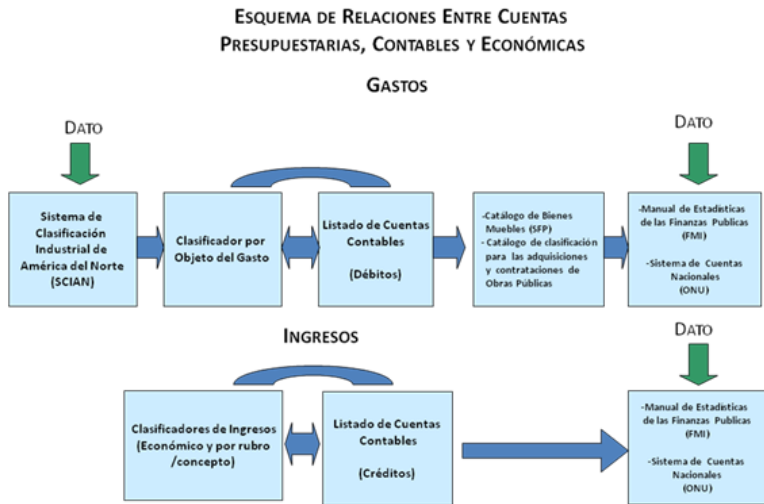 ESQUEMA DE RELACIONES ENTRE CUENTAS
PRESUPUESTARIAS, CONTABLES Y ECONÓMICAS
GASTOS
DATO
DATO
Sistema de
Clasificación
Industrial de
América del Norte
(SCIAN)
Clasificador por
Objeto del Gasto
Listado de Cuentas
Contables
(Débitos)
-Catálogo de Bienes
Muebles (SFP)
- Catálogo de clasificación
para las adquisiciones
y contrataciones de
Obras Públicas
-Manual de Estadísticas
de las Finanzas Publicas
(FMI)
-Sistema de Cuentas
Nacionales
(ONU)
INGRESOS
DATO
Clasificadores de Ingresos
(Económico y por rubro
/concepto)
Listado de Cuentas
Contables
(Créditos)
-Manual de Estadísticas
de las Finanzas Publicas
(FMI)
-Sistema de Cuentas
Nacionales
(ONU)